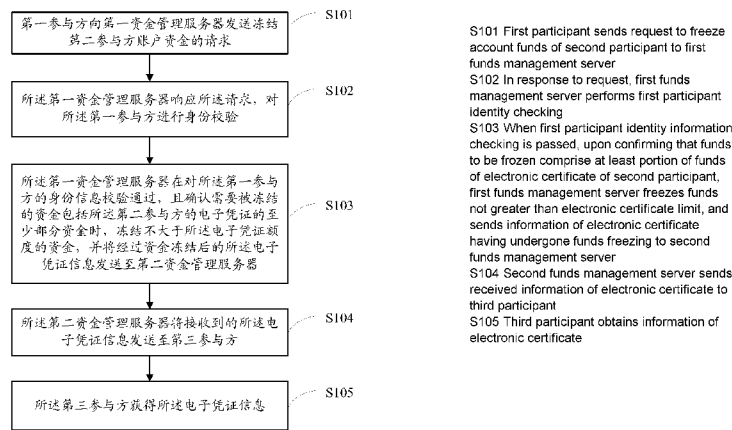 S101
第一参与方向第一资金管理服务器发送冻结
第二参与方账户资金的请求
S102
所述第一资金管理服务器响应所述请求，对
所述第一参与方进行身份校验
S103
所述第一资金管理服务器在对所述第一参与
方的身份信息校验通过，且确认需要被冻结
的资金包括所述第二参与方的电子凭证的至
少部分资金时，冻结不大于所述电子凭证额
度的资金，并将经过资金冻结后的所述电子
凭证信息发送至第二资金管理服务器
S104
所述第二资金管理服务器将接收到的所述电
子凭证信息发送至第三参与方
S105
所述第三参与方获得所述电子凭证信息
S101 First participant sends request to freeze
account funds of second participant to first
funds management server
S102 In response to request, first funds
management server performs first participant
identity checking
S103 When first participant identity information
checking is passed, upon confirming that funds
to be frozen comprise at least portion of funds
of electronic certificate of second participant,
first funds management server freezes funds
not greater than electronic certificate limit, and
sends information of electronic certificate
having undergone funds freezing to second
funds management server
S104 Second funds management server sends
received information of electronic certificate to
third participant
S105 Third participant obtains information of
electronic certificate